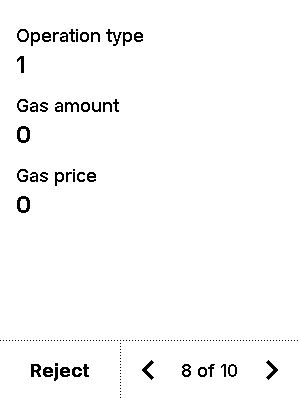 Operation type
1
Gas amount
0
Gas price
0
Reject
8 of 10